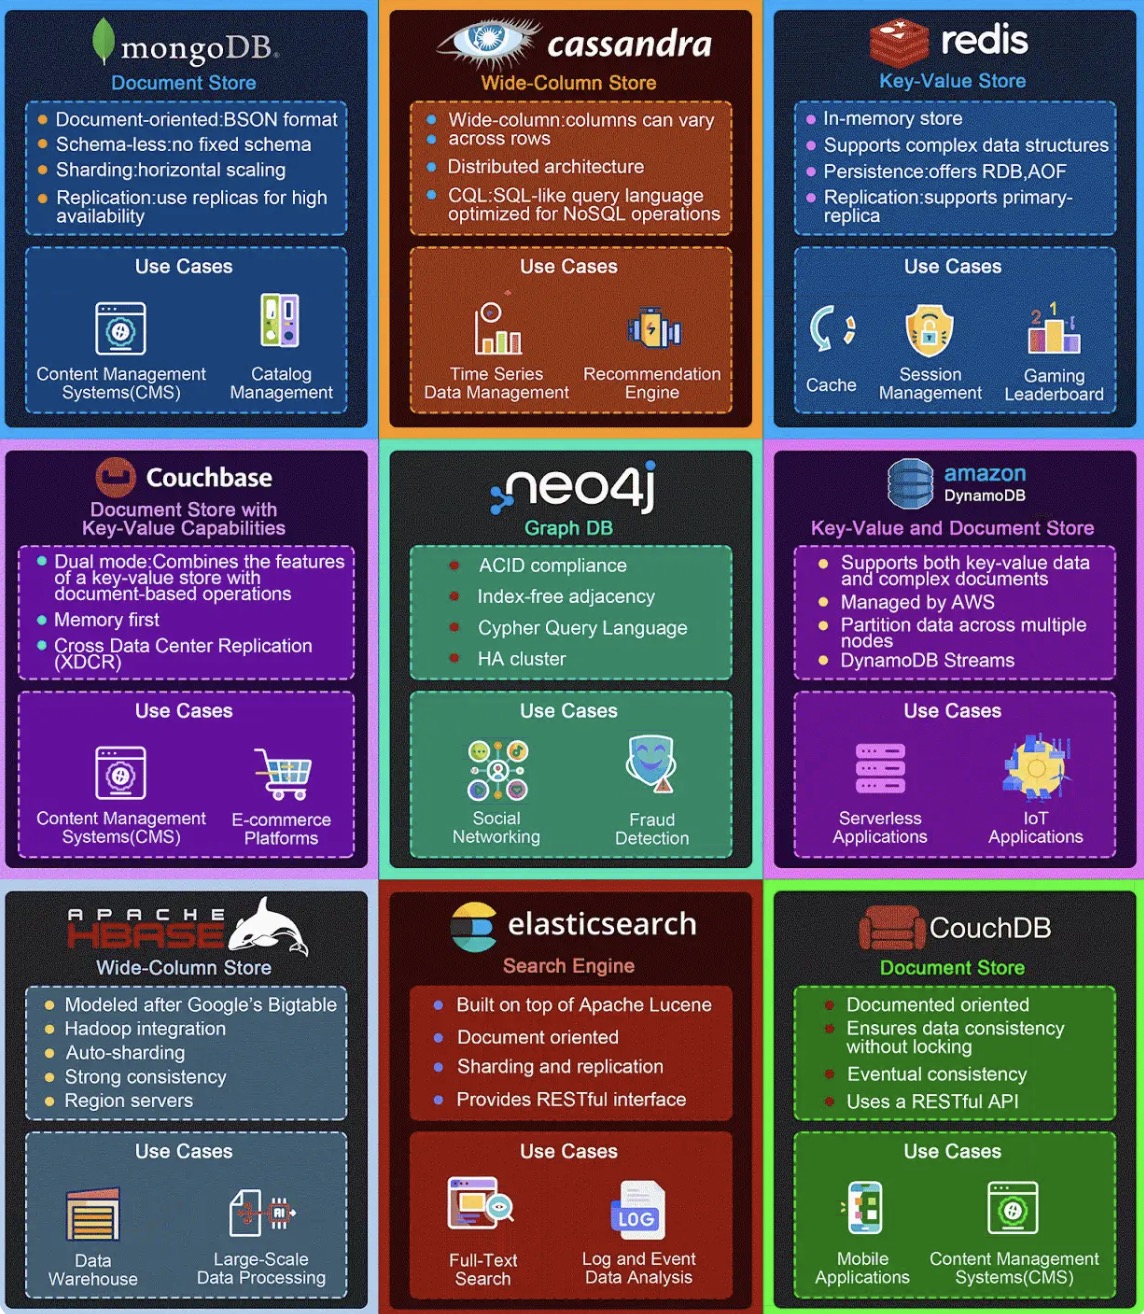 mongoDB
Document Store
Document-oriented:BSON format
Schema-less:no fixed schema
Sharding:horizontal scaling
Replication:use replicas for high
availability
Use Cases
Content Management
Systems(CMS)
Catalog
Management
cassandra
Wide-Column Store
Wide-column:columns can vary
across rows
Distributed architecture
CQL:SQL-like query language
optimized for NoSQL operations
Use Cases
Time Series
Data Management
Recommendation
Engine
redis
Key-Value Store
In-memory store
Supports complex data structures
Persistence:offers RDB,AOF
Replication:supports primary-
replica
Use Cases
Cache
Session
Management
2 1
Gaming
Leaderboard
Couchbase
Document Store with
Key-Value Capabilities
Dual mode:Combines the features
of a key-value store with
document-based operations
Memory first
Cross Data Center Replication
(XDCR)
Use Cases
Content Management
Systems(CMS)
E-commerce
Platforms
neo4j
Graph DB
ACID compliance
Index-free adjacency
Cypher Query Language
HA cluster
Use Cases
Social
Networking
Fraud
Detection
amazon
DynamoDB
Key-Value and Document Store
Supports both key-value data
and complex documents
Managed by AWS
Partition data across multiple
nodes
DynamoDB Streams
Use Cases
Serverless
Applications
IoT
Applications
APACHE
HBASE
Wide-Column Store
Modeled after Google's Bigtable
Hadoop integration
Auto-sharding
Strong consistency
Region servers
Use Cases
Data
Warehouse
AI
Large-Scale
Data Processing
elasticsearch
Search Engine
Built on top of Apache Lucene
Document oriented
Sharding and replication
Provides RESTful interface
Use Cases
Full-Text
Search
LOG
Log and Event
Data Analysis
CouchDB
Document Store
Documented oriented
Ensures data consistency
without locking
Eventual consistency
Uses a RESTful API
Use Cases
Mobile
Applications
Content Management
Systems(CMS)